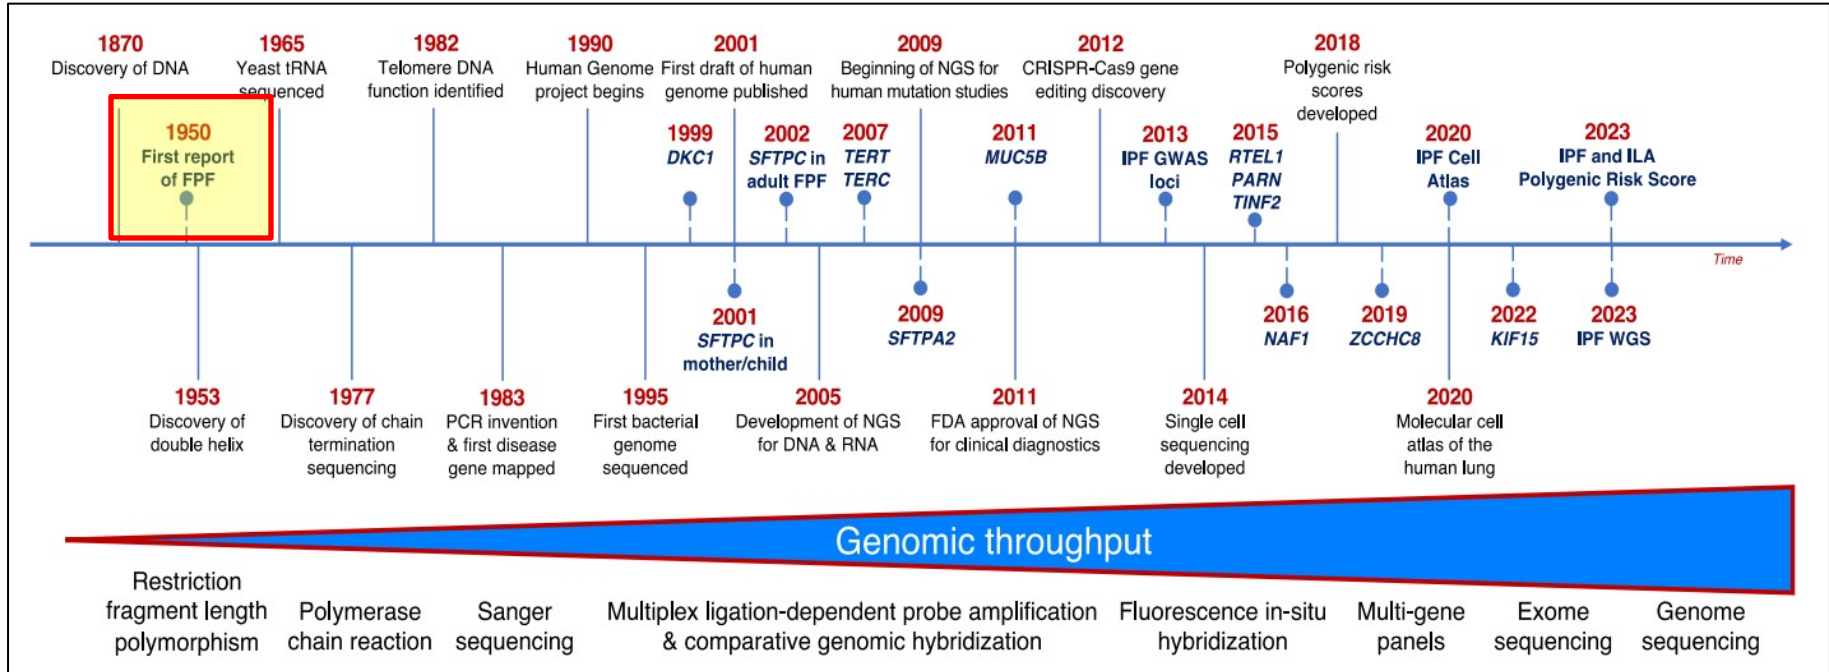 1870
Discovery of DNA
1965
Yeast tRNA
sequenced
1982
Telomere DNA
function identified
1990
Human Genome
project begins
2001
First draft of human
genome published
2009
Beginning of NGS for
human mutation studies
2012
CRISPR-Cas9 gene
editing discovery
2018
Polygenic risk
scores
developed
1950
First report
of FPF
1999
DKC1
2002
SFTPC in
adult FPF
2007
TERT
TERC
2011
MUC5B
2013
IPF GWAS
loci
2015
RTEL1
PARN
TINF2
2020
IPF Cell
Atlas
2023
IPF and ILA
Polygenic Risk Score
Time
2001
SFTPC in
mother/child
2009
SFTPA2
2016
NAF1
2019
ZCCHC8
2022
KIF15
2023
IPF WGS
1953
Discovery of
double helix
1977
Discovery of chain
termination
sequencing
1983
PCR invention
& first disease
gene mapped
1995
First bacterial
genome
sequenced
2005
Development of NGS
for DNA & RNA
2011
FDA approval of NGS
for clinical diagnostics
2014
Single cell
sequencing
developed
2020
Molecular cell
atlas of the
human lung
Genomic throughput
Restriction
fragment length
polymorphism
Polymerase
chain reaction
Sanger
sequencing
Multiplex ligation-dependent probe amplification
& comparative genomic hybridization
Fluorescence in-situ
hybridization
Multi-gene
panels
Exome
sequencing
Genome
sequencing